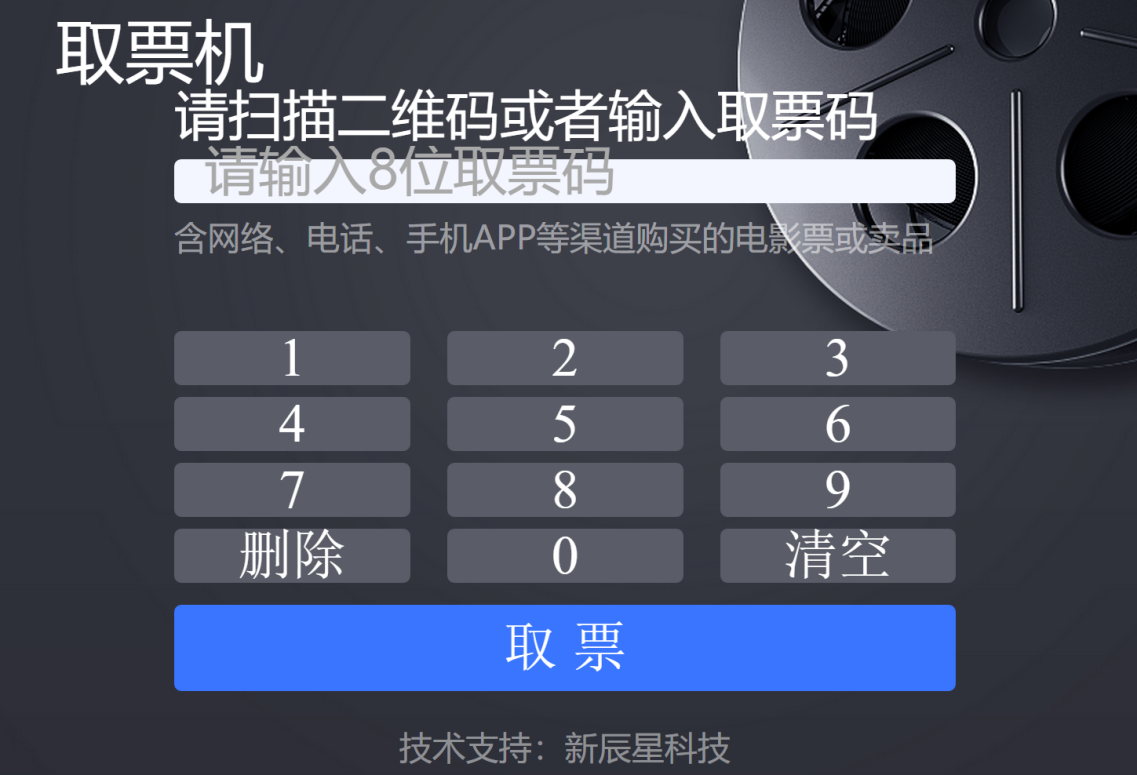 取票机
请扫描二维码或者输入取票码
请输入8位取票码
含网络、电话、手机APP等渠道购买的电影票或卖品
1 2 3
4 5 6
7 8 9
删除 0 清空
取 票
技术支持：新辰星科技